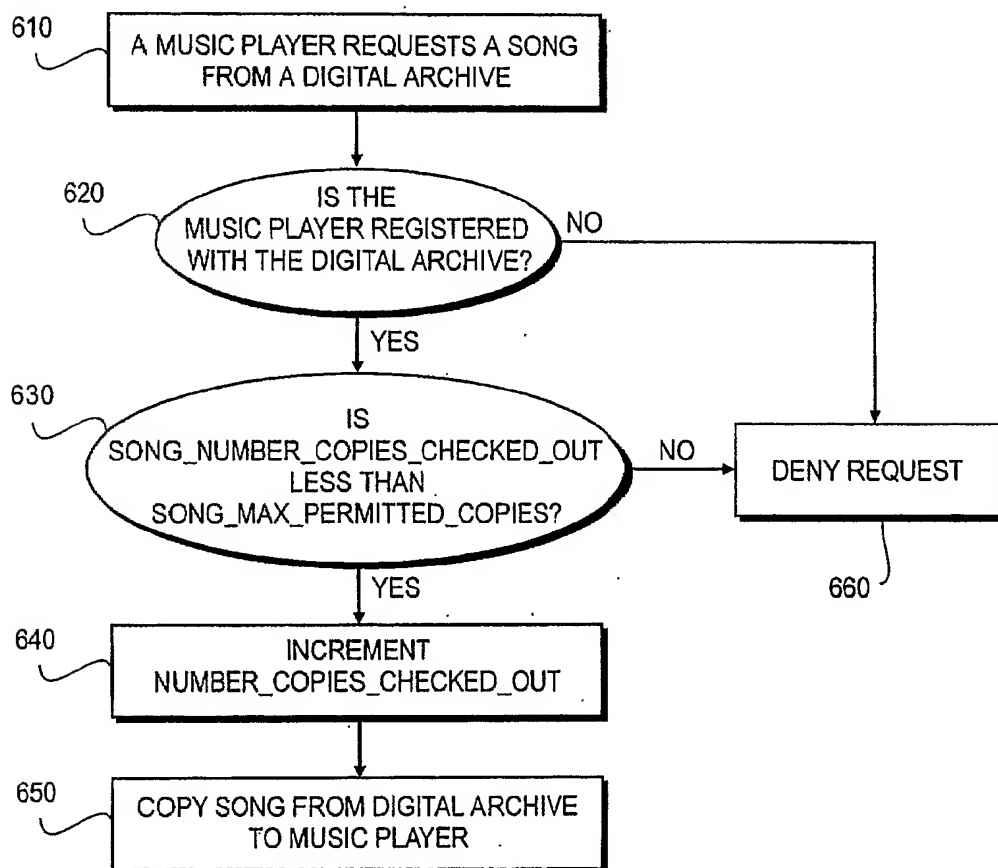 610
A MUSIC PLAYER REQUESTS A SONG
FROM A DIGITAL ARCHIVE
620
IS THE
MUSIC PLAYER REGISTERED
WITH THE DIGITAL ARCHIVE?
NO
YES
630
IS
SONG_NUMBER_COPIES_CHECKED_OUT
LESS THAN
SONG_MAX_PERMITTED_COPIES?
NO
DENY REQUEST
660
YES
640
INCREMENT
NUMBER_COPIES_CHECKED_OUT
650
COPY SONG FROM DIGITAL ARCHIVE
TO MUSIC PLAYER